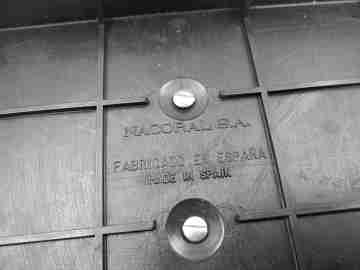 NACORAL S.A.
FABRICADO EN ESPAÑA
MADE IN SPAIN